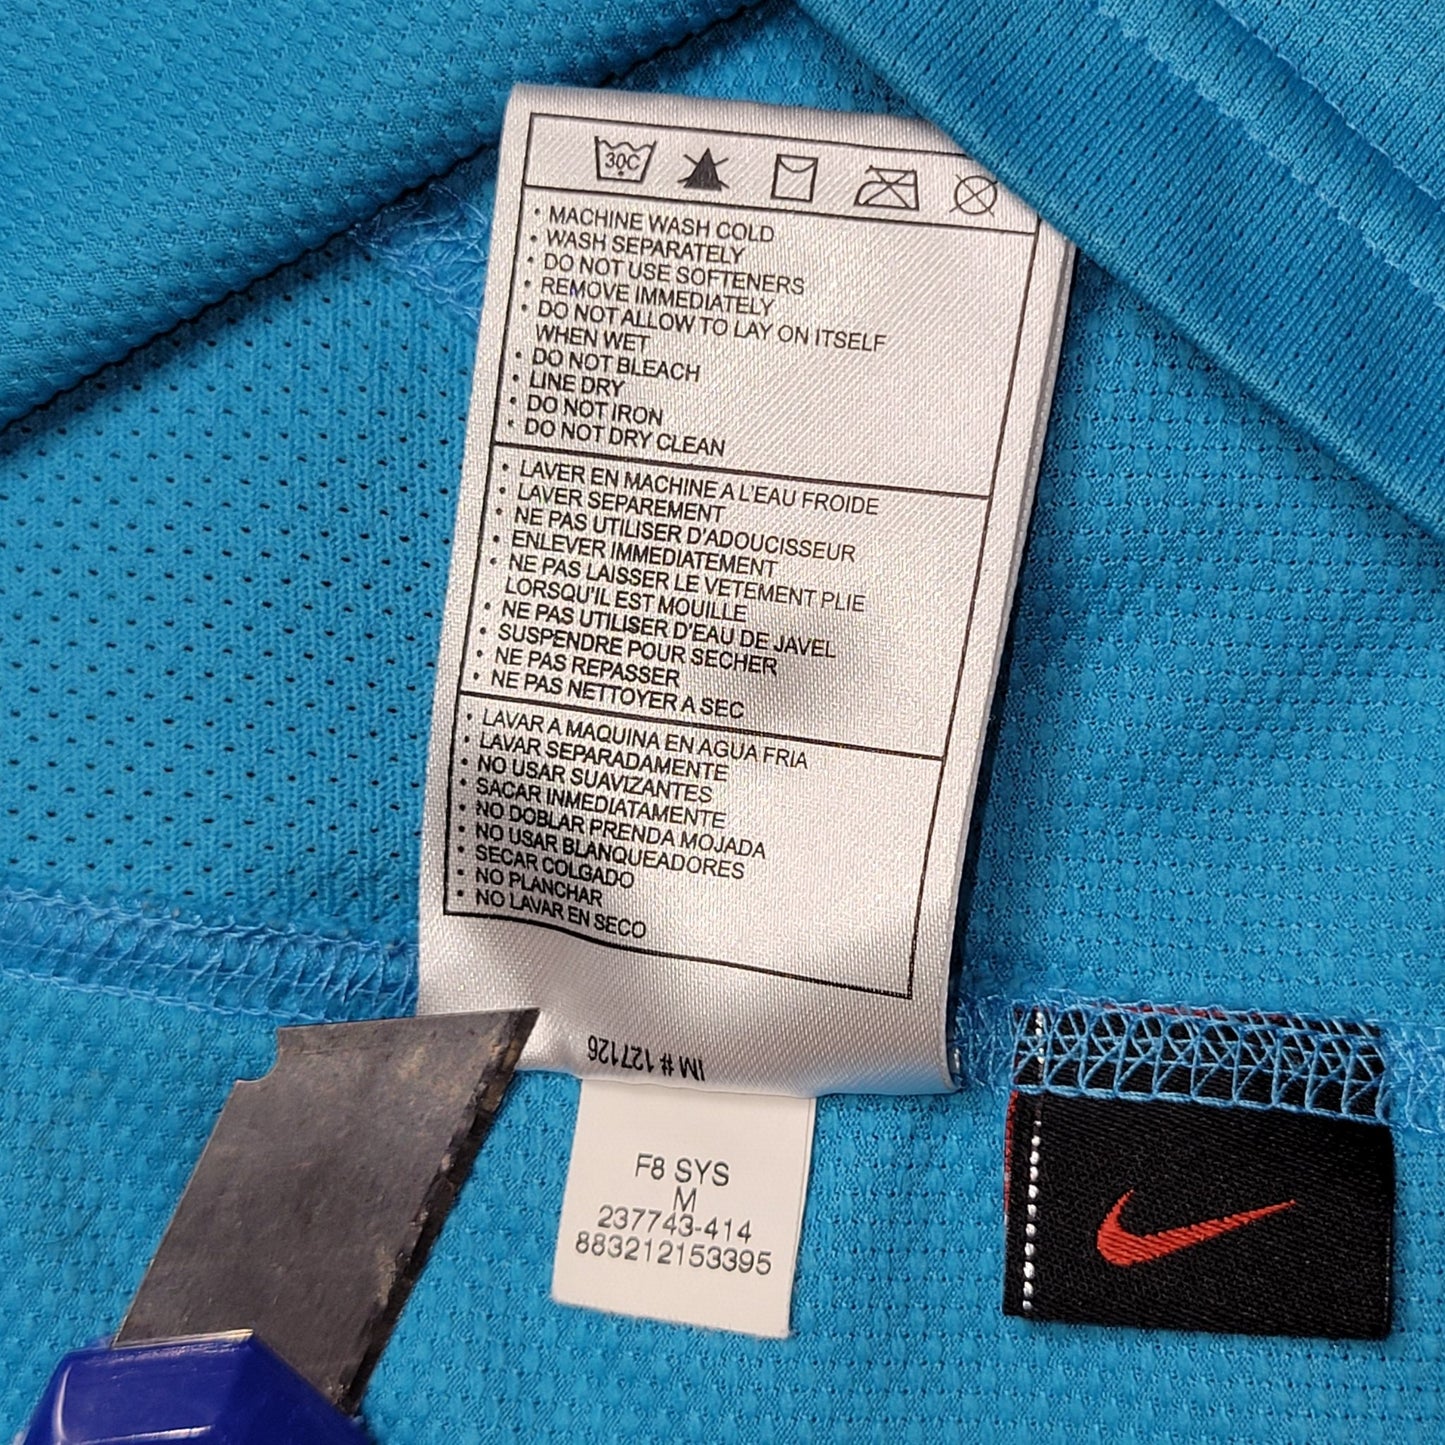 30C
• MACHINE WASH COLD
• WASH SEPARATELY
• DO NOT USE SOFTENERS
• REMOVE IMMEDIATELY
• DO NOT ALLOW TO LAY ON ITSELF
WHEN WET
• DO NOT BLEACH
• LINE DRY
• DO NOT IRON
• DO NOT DRY CLEAN
• LAVER EN MACHINE A L'EAU FROIDE
• LAVER SEPAREMENT
• NE PAS UTILISER D'ADOUCISSEUR
• ENLEVER IMMEDIATEMENT
• NE PAS LAISSER LE VETEMENT PLIE
LORSQU'IL EST MOUILLE
• NE PAS UTILISER D'EAU DE JAVEL
• SUSPENDRE POUR SECHER
• NE PAS REPASSER
• NE PAS NETTOYER A SEC
• LAVAR A MAQUINA EN AGUA FRIA
• LAVAR SEPARADAMENTE
• NO USAR SUAVIZANTES
• SACAR INMEDIATAMENTE
• NO DOBLAR PRENDA MOJADA
• NO USAR BLANQUEADORES
• SECAR COLGADO
• NO PLANCHAR
• NO LAVAR EN SECO
IM # 127126
F8 SYS
M
237743-414
883212153395